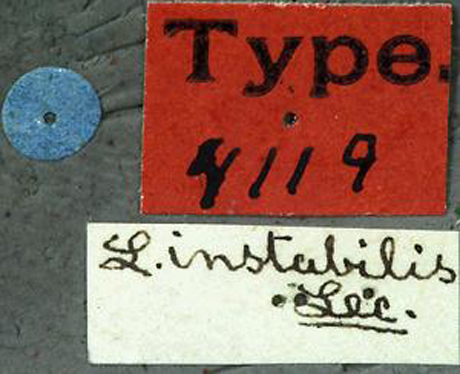 Type.
4119
L. instabilis
Lec.